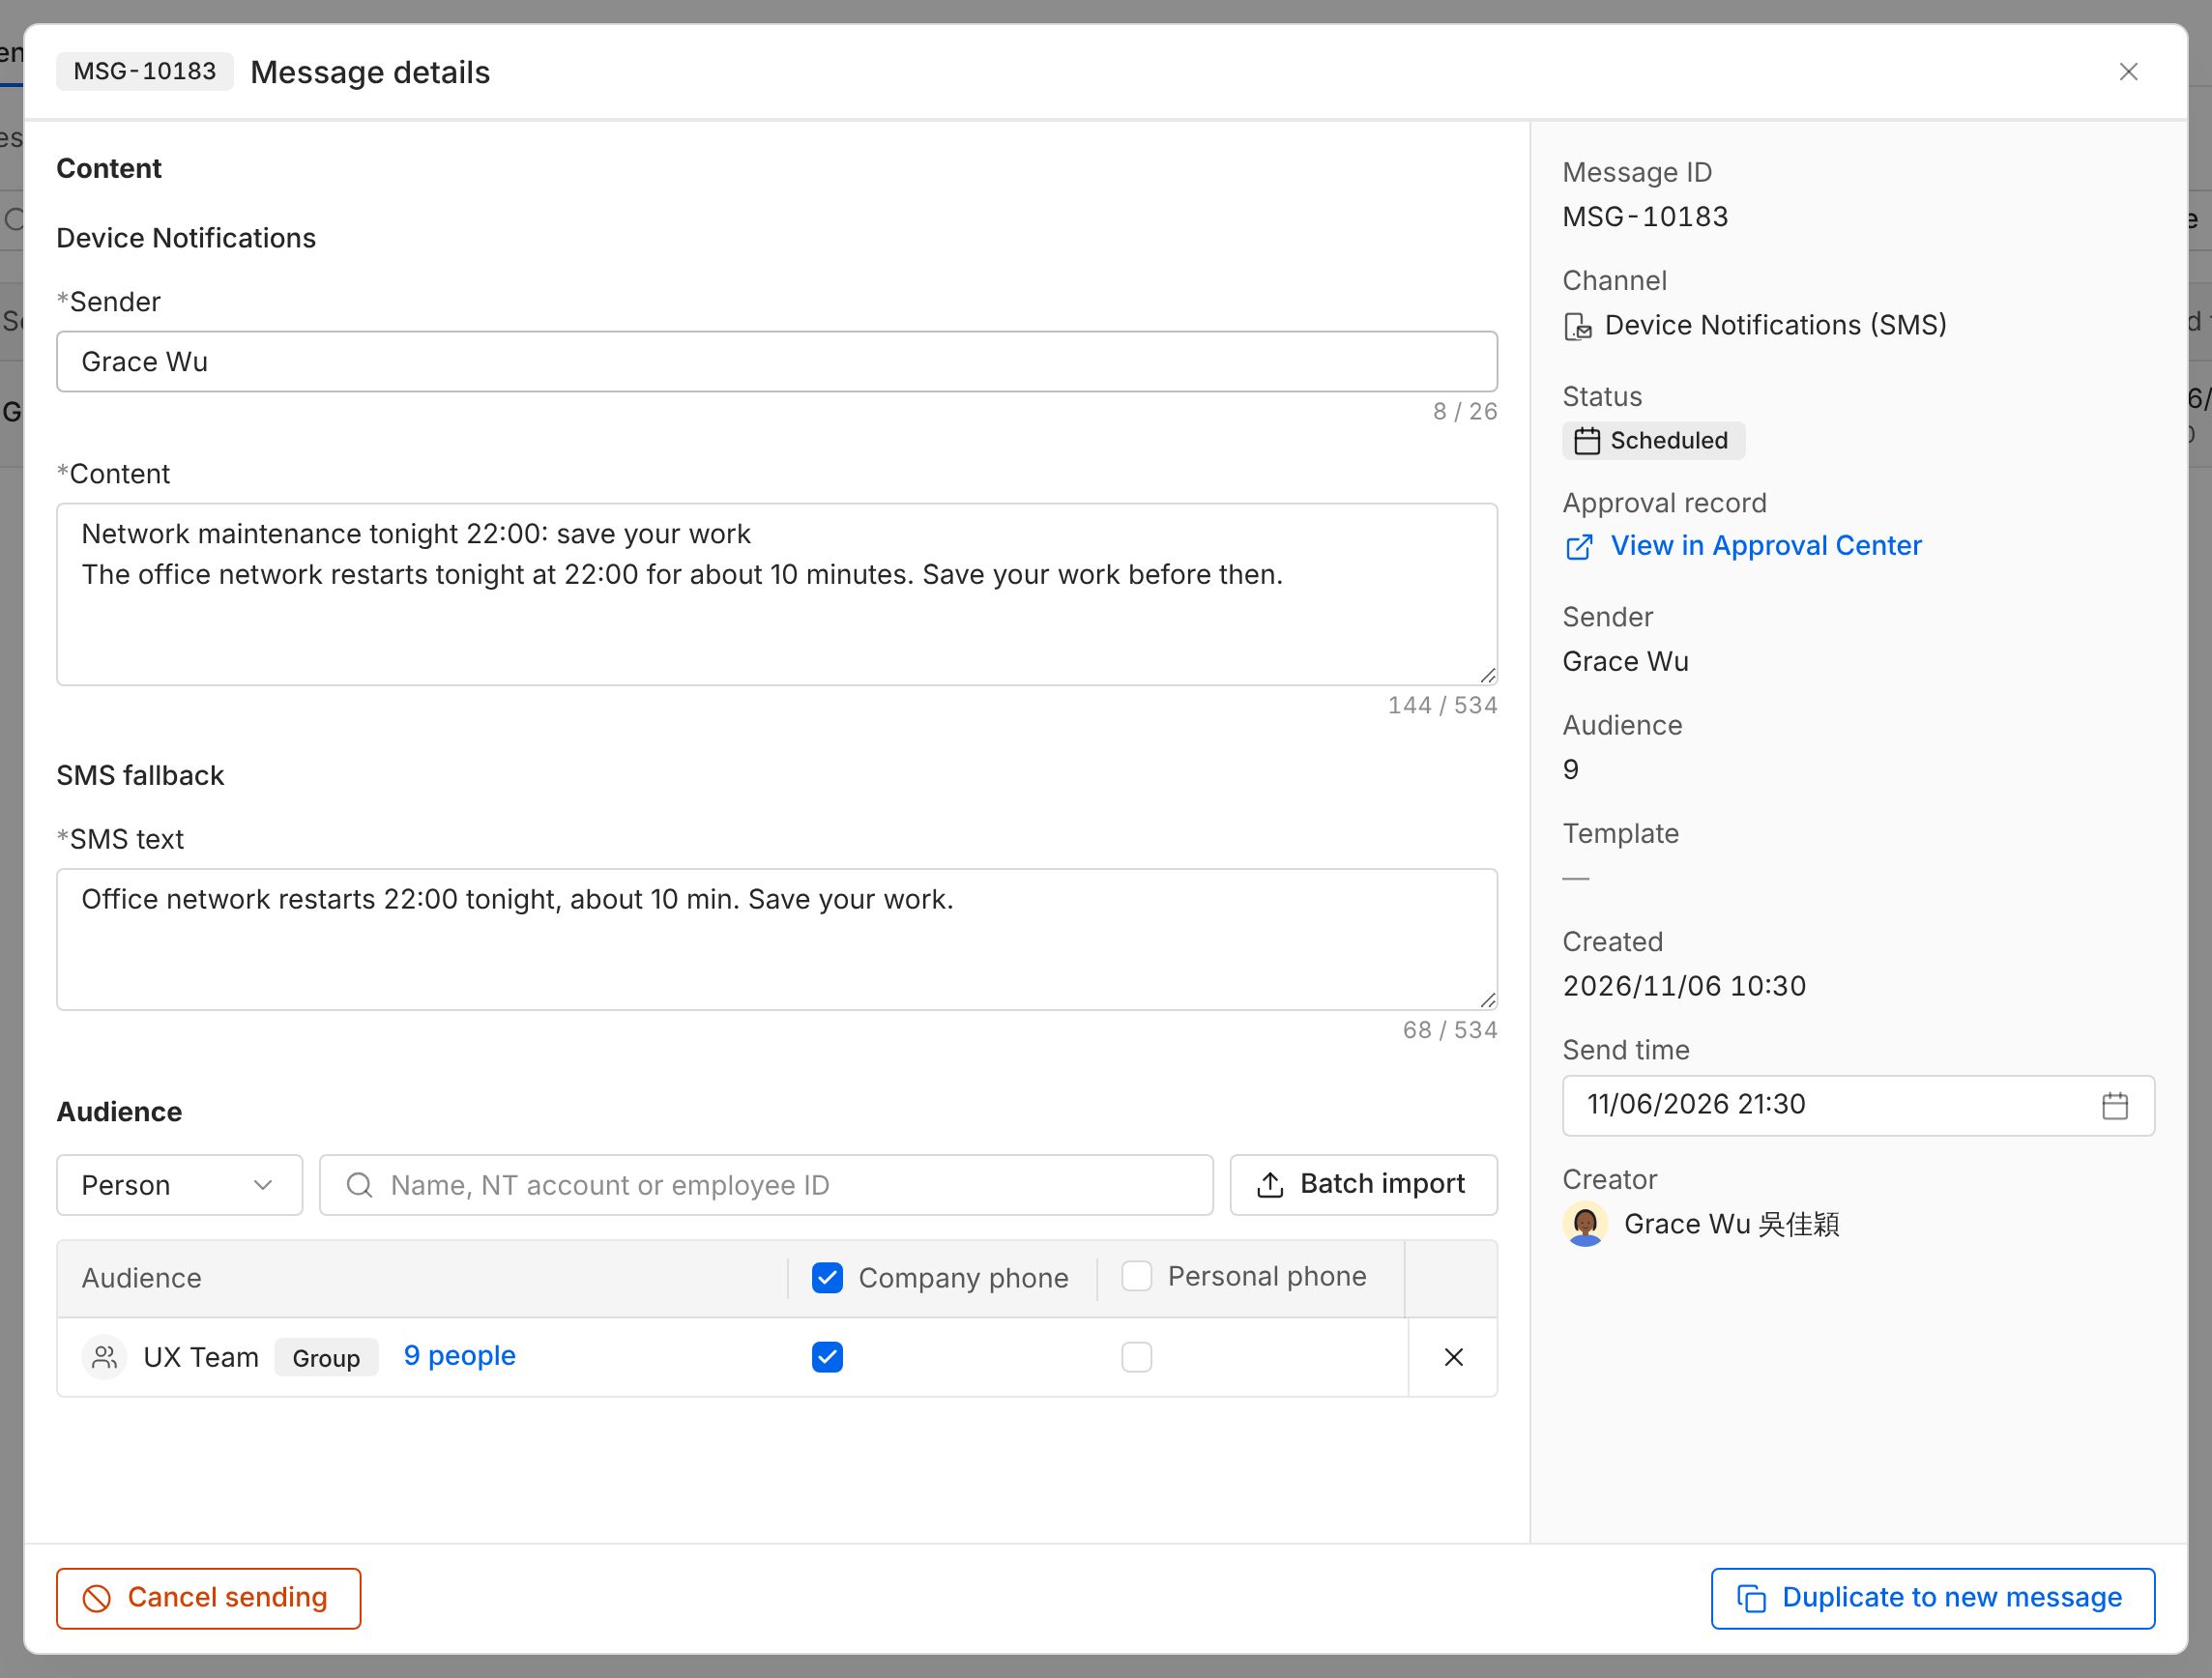 MSG-10183 Message details
Content
Device Notifications
*Sender
Grace Wu
8 / 26
*Content
Network maintenance tonight 22:00: save your work
The office network restarts tonight at 22:00 for about 10 minutes. Save your work before then.
144 / 534
SMS fallback
*SMS text
Office network restarts 22:00 tonight, about 10 min. Save your work.
68 / 534
Audience
Person
Name, NT account or employee ID
Batch import
Audience Company phone Personal phone
UX Team Group 9 people
Message ID
MSG-10183
Channel
Device Notifications (SMS)
Status
Scheduled
Approval record
View in Approval Center
Sender
Grace Wu
Audience
9
Template
—
Created
2026/11/06 10:30
Send time
11/06/2026 21:30
Creator
Grace Wu 吳佳穎
Cancel sending
Duplicate to new message